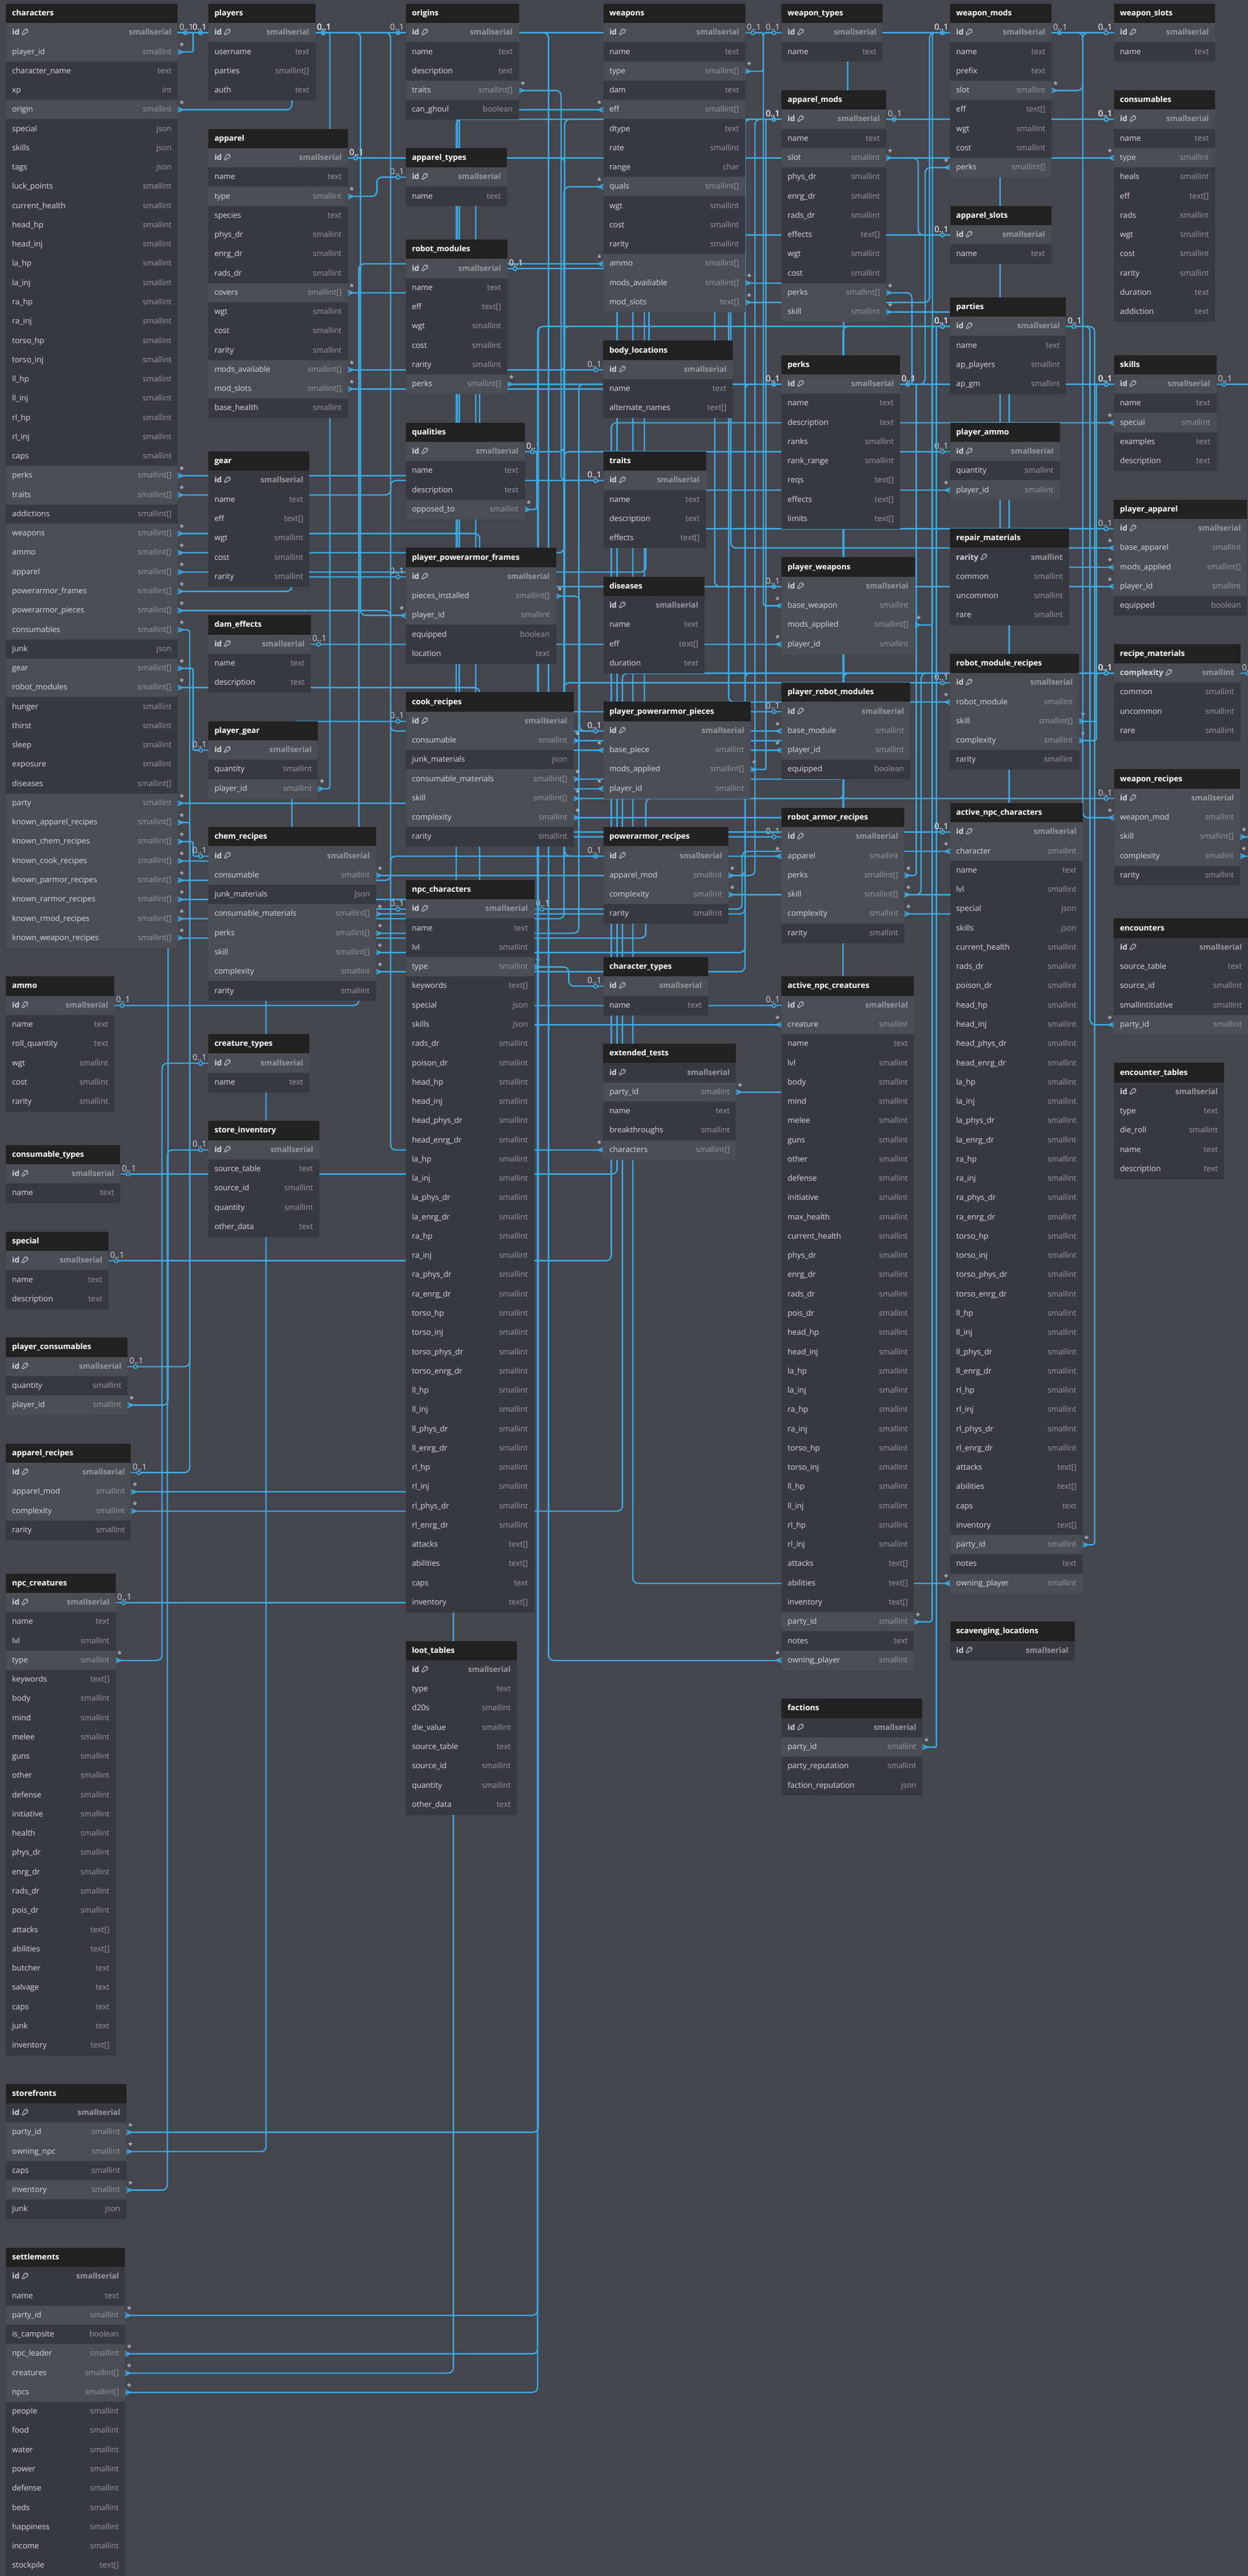 characters
id smallserial
player_id smallint
character_name text
xp int
origin smallint
special json
skills json
tags json
luck_points smallint
current_health smallint
head_hp smallint
head_inj smallint
la_hp smallint
la_inj smallint
ra_hp smallint
ra_inj smallint
torso_hp smallint
torso_inj smallint
ll_hp smallint
ll_inj smallint
rl_hp smallint
rl_inj smallint
caps smallint
perks smallint[]
traits smallint[]
addictions smallint[]
weapons smallint[]
ammo smallint[]
apparel smallint[]
powerarmor_frames smallint[]
powerarmor_pieces smallint[]
consumables smallint[]
junk json
gear smallint[]
robot_modules smallint[]
hunger smallint
thirst smallint
sleep smallint
exposure smallint
diseases smallint[]
party smallint
known_apparel_recipes smallint[]
known_chem_recipes smallint[]
known_cook_recipes smallint[]
known_parmor_recipes smallint[]
known_rarmor_recipes smallint[]
known_rmod_recipes smallint[]
known_weapon_recipes smallint[]
ammo
id smallserial
name text
roll_quantity text
wgt smallint
cost smallint
rarity smallint
consumable_types
id smallserial
name text
special
id smallserial
name text
description text
player_consumables
id smallserial
quantity smallint
player_id smallint
apparel_recipes
id smallserial
apparel_mod smallint
complexity smallint
rarity smallint
npc_creatures
id smallserial
name text
lvl smallint
type smallint
keywords text[]
body smallint
mind smallint
melee smallint
guns smallint
other smallint
defense smallint
initiative smallint
health smallint
phys_dr smallint
enrg_dr smallint
rads_dr smallint
pois_dr smallint
attacks text[]
abilities text[]
butcher text
salvage text
caps text
junk text
inventory text[]
storefronts
id smallserial
party_id smallint
owning_npc smallint
caps smallint
inventory smallint
junk json
settlements
id smallserial
name text
party_id smallint
is_campsite boolean
npc_leader smallint
creatures smallint[]
npcs smallint[]
people smallint
food smallint
water smallint
power smallint
defense smallint
beds smallint
happiness smallint
income smallint
stockpile text[]
players
id smallserial
username text
parties smallint[]
auth text
apparel
id smallserial
name text
type smallint
species text
phys_dr smallint
enrg_dr smallint
rads_dr smallint
covers smallint[]
wgt smallint
cost smallint
rarity smallint
mods_available smallint[]
mod_slots smallint[]
base_health smallint
gear
id smallserial
name text
eff text[]
wgt smallint
cost smallint
rarity smallint
dam_effects
id smallserial
name text
description text
player_gear
id smallserial
quantity smallint
player_id smallint
chem_recipes
id smallserial
consumable smallint
junk_materials json
consumable_materials smallint[]
perks smallint[]
skill smallint[]
complexity smallint
rarity smallint
creature_types
id smallserial
name text
store_inventory
id smallserial
source_table text
source_id smallint
quantity smallint
other_data text
origins
id smallserial
name text
description text
traits smallint[]
can_ghoul boolean
apparel_types
id smallserial
name text
robot_modules
id smallserial
name text
eff text[]
wgt smallint
cost smallint
rarity smallint
perks smallint[]
qualities
id smallserial
name text
description text
opposed_to smallint
player_powerarmor_frames
id smallserial
pieces_installed smallint[]
player_id smallint
equipped boolean
location text
cook_recipes
id smallserial
consumable smallint
junk_materials json
consumable_materials smallint[]
skill smallint[]
complexity smallint
rarity smallint
npc_characters
id smallserial
name text
lvl smallint
type smallint
keywords text[]
special json
skills json
rads_dr smallint
poison_dr smallint
head_hp smallint
head_inj smallint
head_phys_dr smallint
head_enrg_dr smallint
la_hp smallint
la_inj smallint
la_phys_dr smallint
la_enrg_dr smallint
ra_hp smallint
ra_inj smallint
ra_phys_dr smallint
ra_enrg_dr smallint
torso_hp smallint
torso_inj smallint
torso_phys_dr smallint
torso_enrg_dr smallint
ll_hp smallint
ll_inj smallint
ll_phys_dr smallint
ll_enrg_dr smallint
rl_hp smallint
rl_inj smallint
rl_phys_dr smallint
rl_enrg_dr smallint
attacks text[]
abilities text[]
caps text
inventory text[]
loot_tables
id smallserial
type text
d20s smallint
die_value smallint
source_table text
source_id smallint
quantity smallint
other_data text
weapons
id smallserial
name text
type smallint[]
dam text
eff smallint[]
dtype text
rate smallint
range char
quals smallint[]
wgt smallint
cost smallint
rarity smallint
ammo smallint[]
mods_availiable smallint[]
mod_slots text[]
body_locations
id smallserial
name text
alternate_names text[]
traits
id smallserial
name text
description text
effects text[]
diseases
id smallserial
name text
eff text[]
duration text
player_powerarmor_pieces
id smallserial
base_piece smallint
mods_applied smallint[]
player_id smallint
powerarmor_recipes
id smallserial
apparel_mod smallint
complexity smallint
rarity smallint
character_types
id smallserial
name text
extended_tests
id smallserial
party_id smallint
name text
breakthroughs smallint
characters smallint[]
weapon_types
id smallserial
name text
apparel_mods
id smallserial
name text
slot smallint
phys_dr smallint
enrg_dr smallint
rads_dr smallint
effects text[]
wgt smallint
cost smallint
perks smallint[]
skill smallint
perks
id smallserial
name text
description text
ranks smallint
rank_range smallint
reqs text[]
effects text[]
limits text[]
player_weapons
id smallserial
base_weapon smallint
mods_applied smallint[]
player_id smallint
player_robot_modules
id smallserial
base_module smallint
player_id smallint
equipped boolean
robot_armor_recipes
id smallserial
apparel smallint
perks smallint[]
skill smallint[]
complexity smallint
rarity smallint
active_npc_creatures
id smallserial
creature smallint
name text
lvl smallint
body smallint
mind smallint
melee smallint
guns smallint
other smallint
defense smallint
initiative smallint
max_health smallint
current_health smallint
phys_dr smallint
enrg_dr smallint
rads_dr smallint
pois_dr smallint
head_hp smallint
head_inj smallint
la_hp smallint
la_inj smallint
ra_hp smallint
ra_inj smallint
torso_hp smallint
torso_inj smallint
ll_hp smallint
ll_inj smallint
rl_hp smallint
rl_inj smallint
attacks text[]
abilities text[]
inventory text[]
party_id smallint
notes text
owning_player smallint
factions
id smallserial
party_id smallint
party_reputation smallint
faction_reputation json
weapon_mods
id smallserial
name text
prefix text
slot smallint
eff text[]
wgt smallint
cost smallint
perks smallint[]
apparel_slots
id smallserial
name text
parties
id smallserial
name text
ap_players smallint
ap_gm smallint
player_ammo
id smallserial
quantity smallint
player_id smallint
repair_materials
rarity smallint
common smallint
uncommon smallint
rare smallint
robot_module_recipes
id smallserial
robot_module smallint
skill smallint[]
complexity smallint
rarity smallint
active_npc_characters
id smallserial
character smallint
name text
lvl smallint
special json
skills json
current_health smallint
rads_dr smallint
poison_dr smallint
head_hp smallint
head_inj smallint
head_phys_dr smallint
head_enrg_dr smallint
la_hp smallint
la_inj smallint
la_phys_dr smallint
la_enrg_dr smallint
ra_hp smallint
ra_inj smallint
ra_phys_dr smallint
ra_enrg_dr smallint
torso_hp smallint
torso_inj smallint
torso_phys_dr smallint
torso_enrg_dr smallint
ll_hp smallint
ll_inj smallint
ll_phys_dr smallint
ll_enrg_dr smallint
rl_hp smallint
rl_inj smallint
rl_phys_dr smallint
rl_enrg_dr smallint
attacks text[]
abilities text[]
caps text
inventory text[]
party_id smallint
notes text
owning_player smallint
scavenging_locations
id smallserial
weapon_slots
id smallserial
name text
consumables
id smallserial
name text
type smallint
heals smallint
eff text[]
rads smallint
wgt smallint
cost smallint
rarity smallint
duration text
addiction text
skills
id smallserial
name text
special smallint
examples text
description text
player_apparel
id smallserial
base_apparel smallint
mods_applied smallint[]
player_id smallint
equipped boolean
recipe_materials
complexity smallint
common smallint
uncommon smallint
rare smallint
weapon_recipes
id smallserial
weapon_mod smallint
skill smallint[]
complexity smallint
rarity smallint
encounters
id smallserial
source_table text
source_id smallint
smallintitiative smallint
party_id smallint
encounter_tables
id smallserial
type text
die_roll smallint
name text
description text